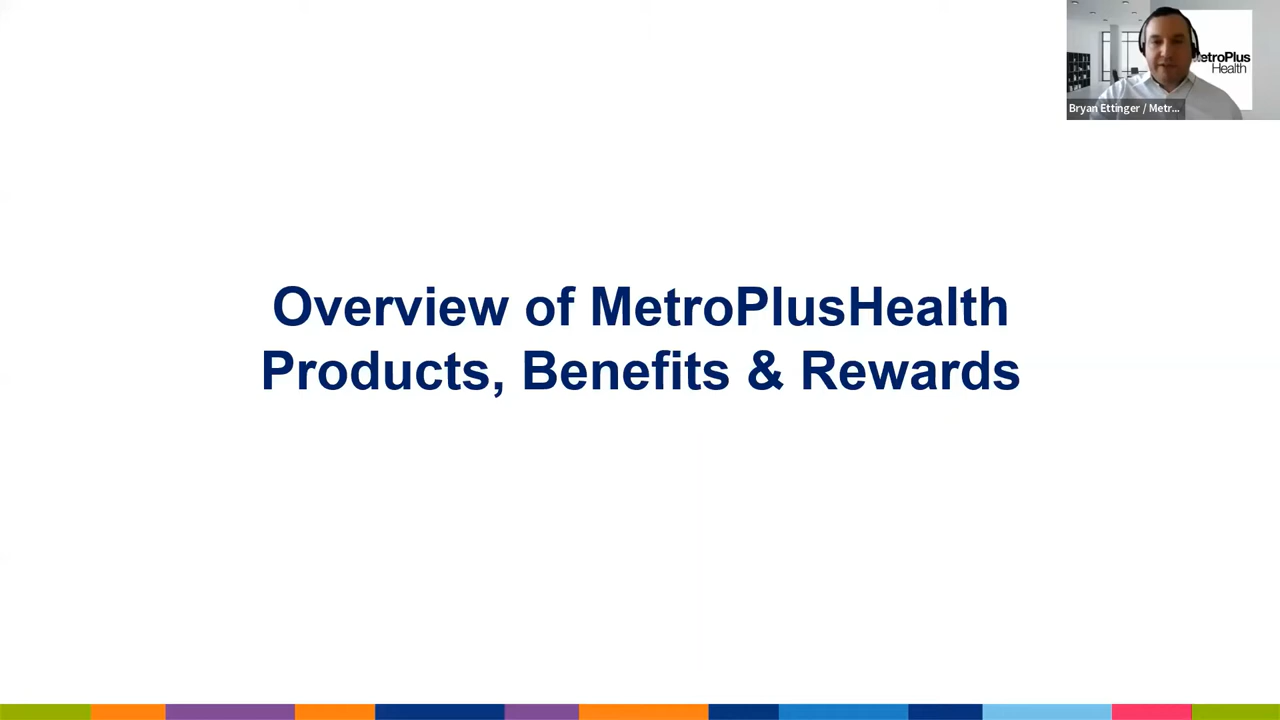 MetroPlus
Health
Bryan Ettinger / Metr...
Overview of MetroPlusHealth
Products, Benefits & Rewards